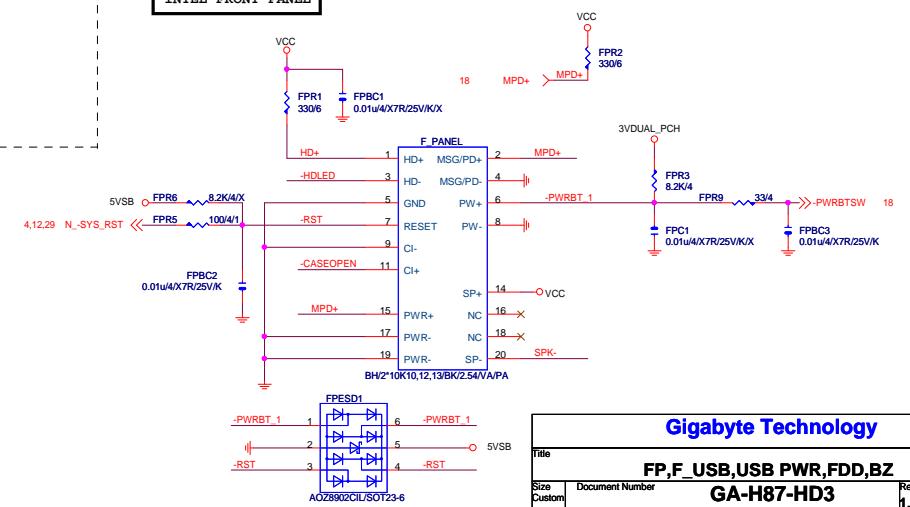 VCC
VCC
FPR2
330/6
18 MPD+ MPD+
FPR1
330/6
FPBC1
0.01u/4/X7R/25V/K/X
3VDUAL_PCH
F_PANEL
HD+ 1 HD+ MSG/PD+ 2 MPD+
-HDLED 3 HD- MSG/PD- 4
FPR3
8.2K/4
5VSB FPR6 8.2K/4/X
5 GND PW+ 6 -PWRBT_1
FPR9 33/4 -PWRBTSW 18
4,12,29 N_-SYS_RST FPR5 100/4/1 -RST 7 RESET PW- 8
FPC1
0.01u/4/X7R/25V/K/X
FPBC3
0.01u/4/X7R/25V/K
9 CI-
-CASEOPEN 11 CI+
FPBC2
0.01u/4/X7R/25V/K
SP+ 14 VCC
MPD+ 15 PWR+ NC 16
17 PWR- NC 18
19 PWR- SP- 20 SPK-
BH/2*10K10,12,13/BK/2.54/VA/PA
FPESD1
-PWRBT_1 1 6 -PWRBT_1
2 5 5VSB
-RST 3 4 -RST
AOZ8902CIL/SOT23-6
Gigabyte Technology
Title
FP,F_USB,USB PWR,FDD,BZ
Size
Custom
Document Number
GA-H87-HD3